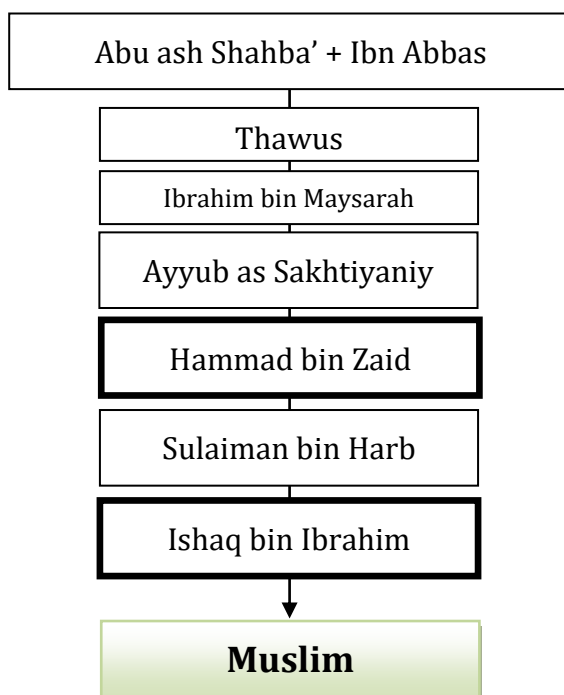 Abu ash Shahba’ + Ibn Abbas
Thawus
Ibrahim bin Maysarah
Ayyub as Sakhtiyaniy
Hammad bin Zaid
Sulaiman bin Harb
Ishaq bin Ibrahim
Muslim